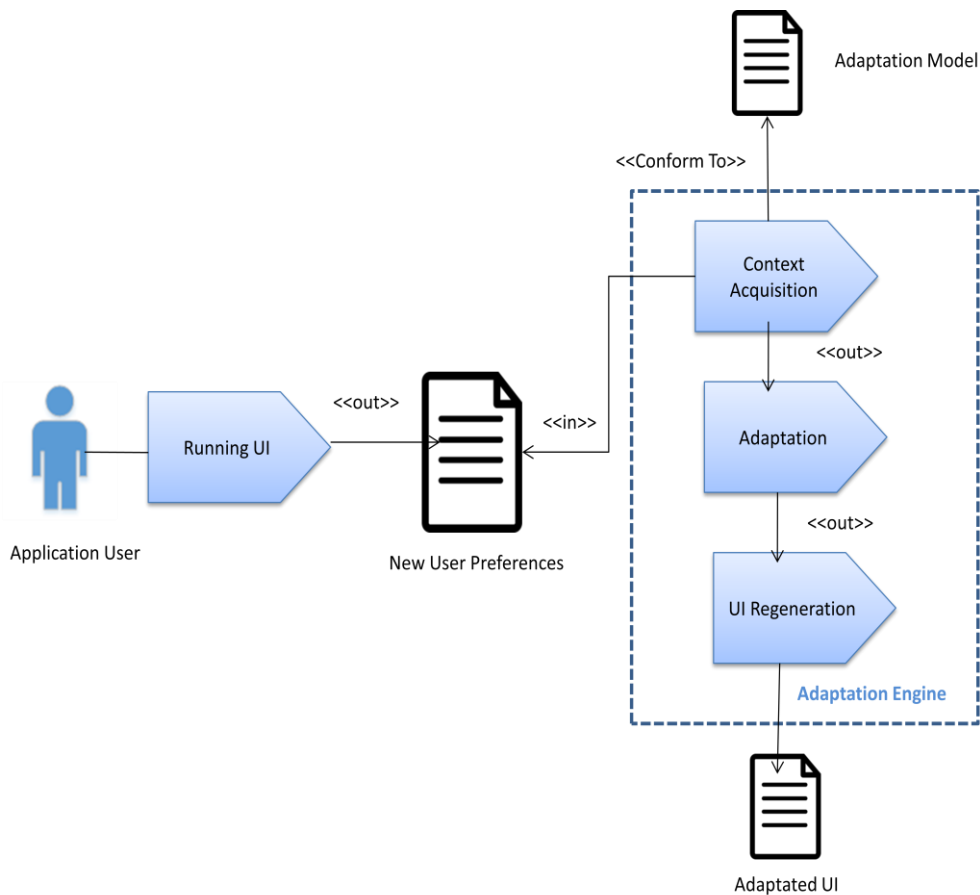 Adaptation Model
<<Conform To>>
Context
Acquisition
<<out>>
<<out>>
<<in>>
Running UI
Adaptation
<<out>>
Application User
New User Preferences
UI Regeneration
Adaptation Engine
Adaptated UI